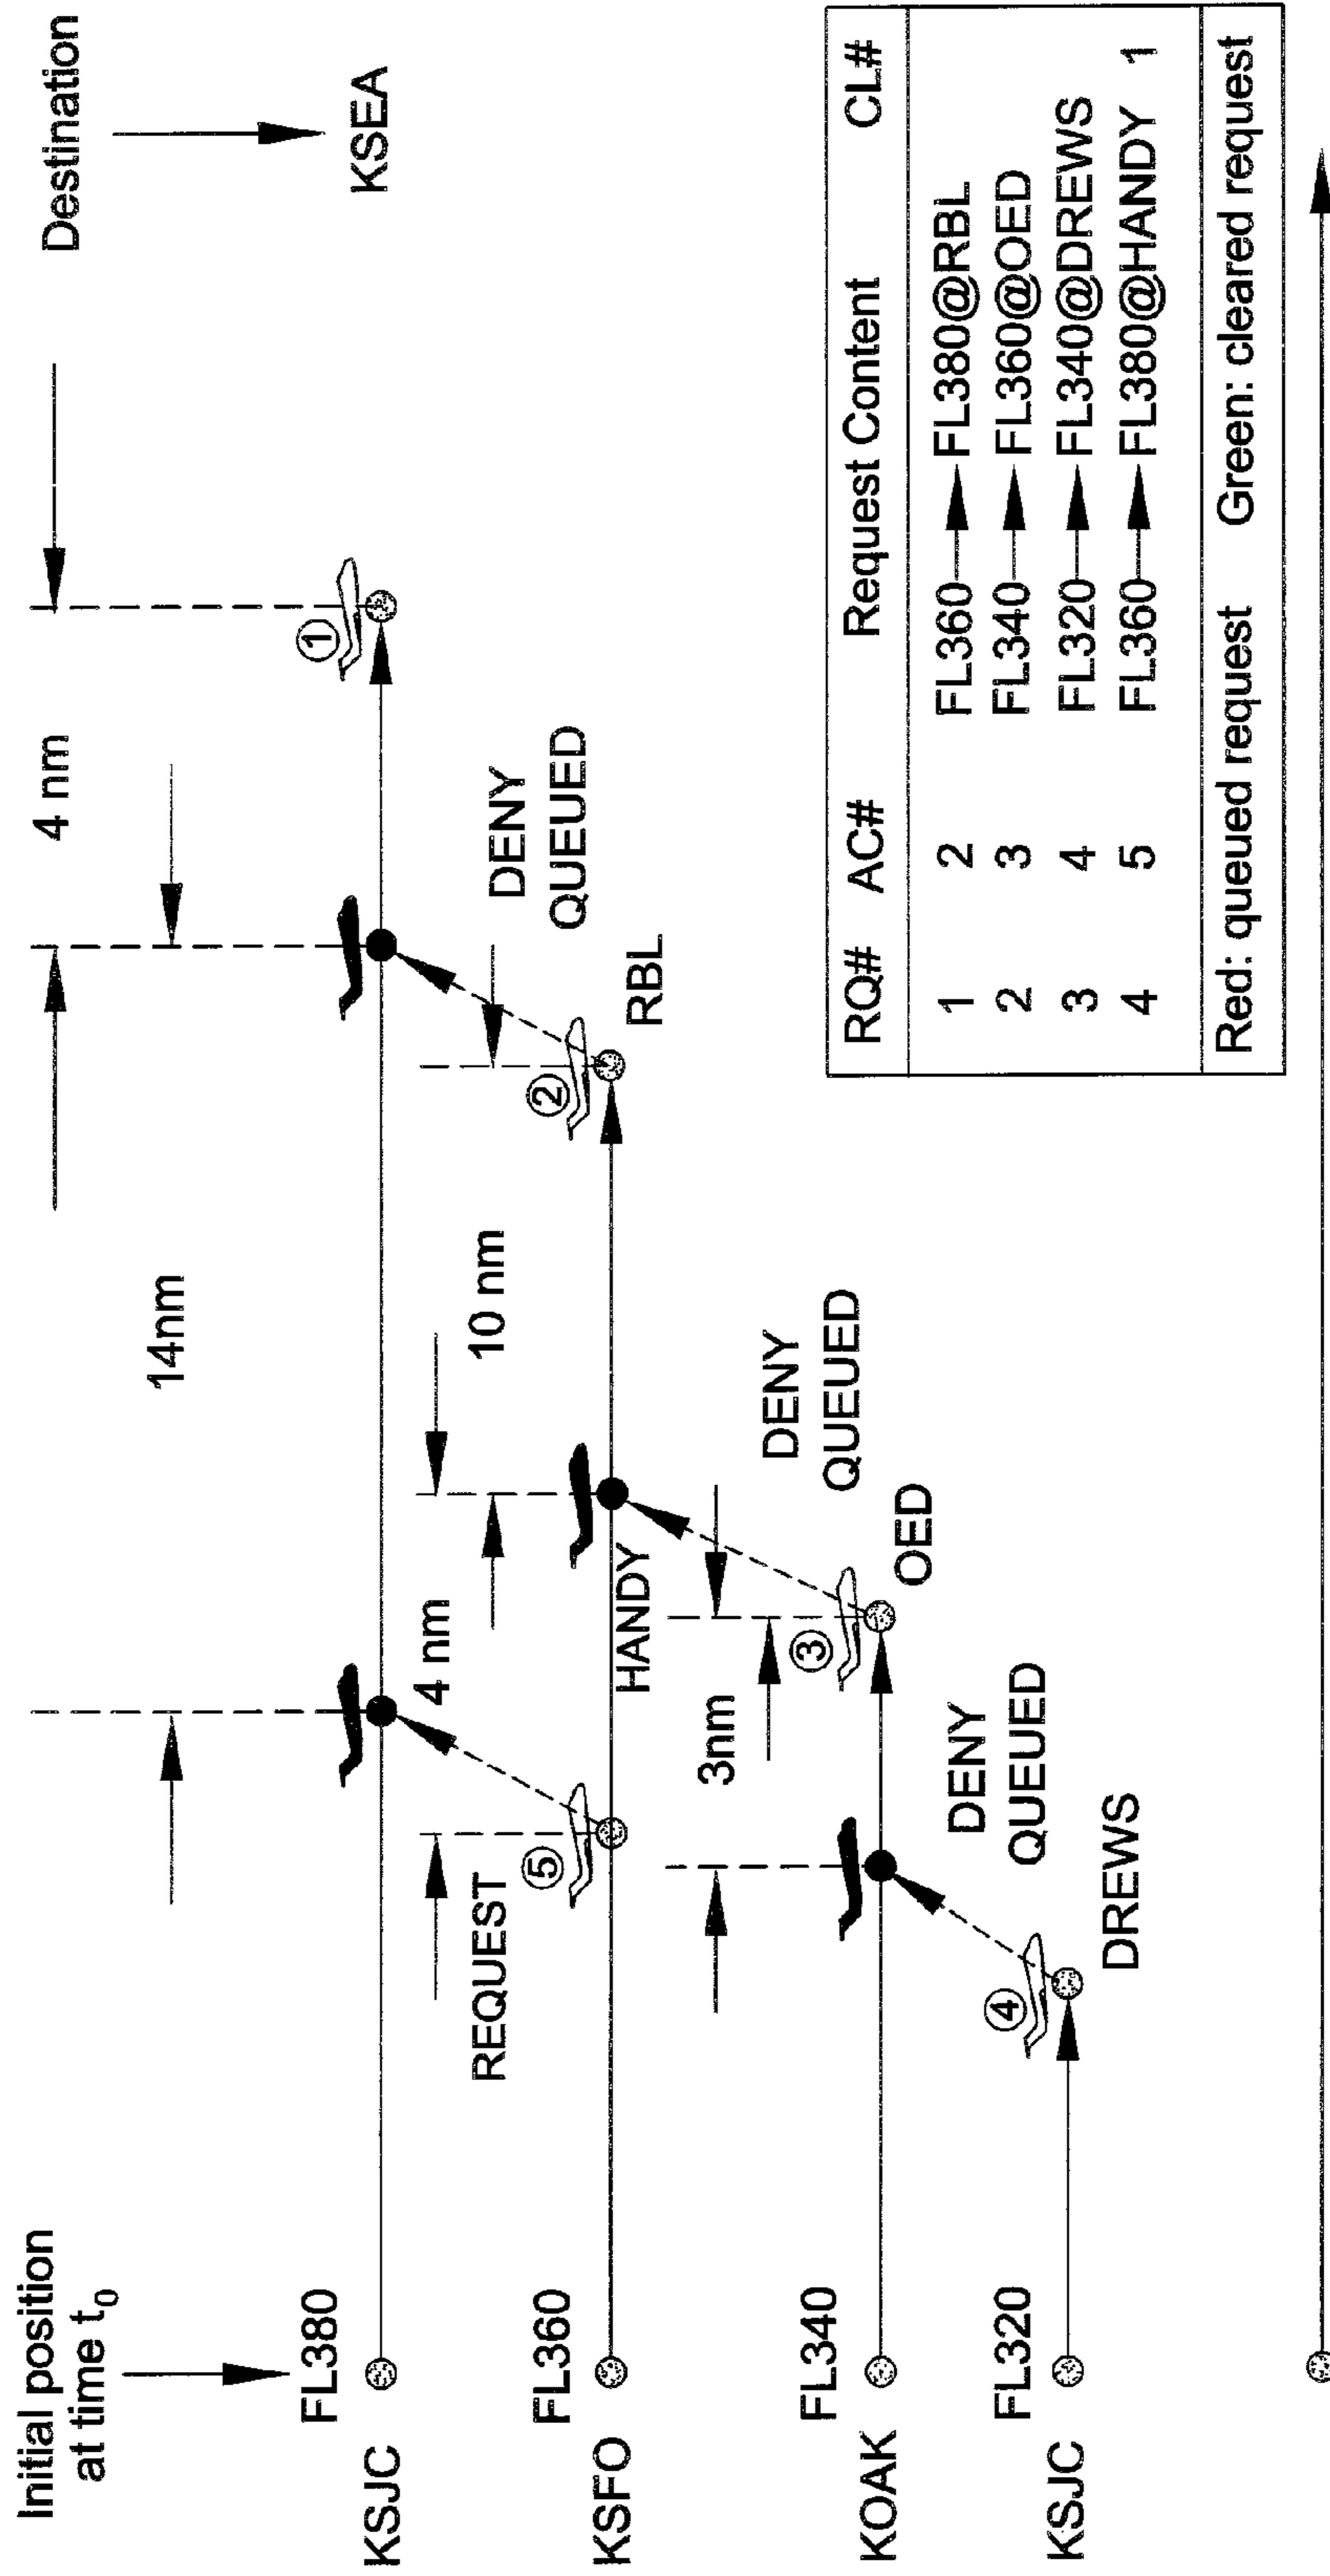 Initial position
at time t0
Destination
KSEA
4 nm
14nm
FL380
KSJC
1
DENY
QUEUED
10 nm
4 nm
REQUEST
FL360
KSFO
5
HANDY
2
RBL
DENY
QUEUED
3nm
FL340
KOAK
3
OED
DENY
QUEUED
FL320
KSJC
4
DREWS
RQ# AC# Request Content CL#
1 2 FL360 FL380@RBL
2 3 FL340 FL360@OED
3 4 FL320 FL340@DREWS
4 5 FL360 FL380@HANDY 1
Red: queued request Green: cleared request